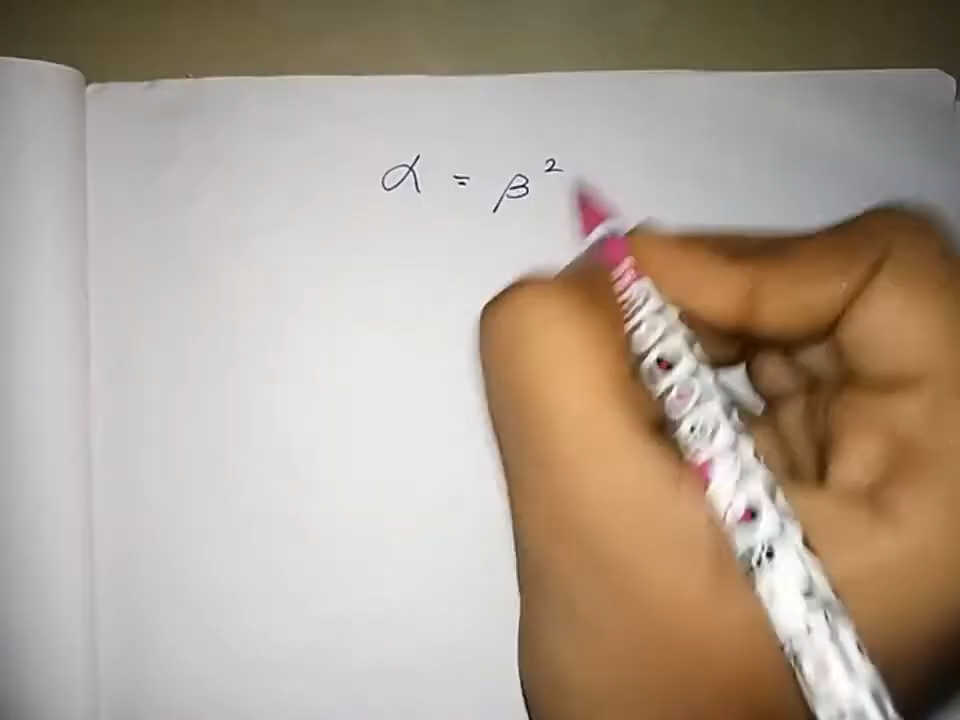 α = β²